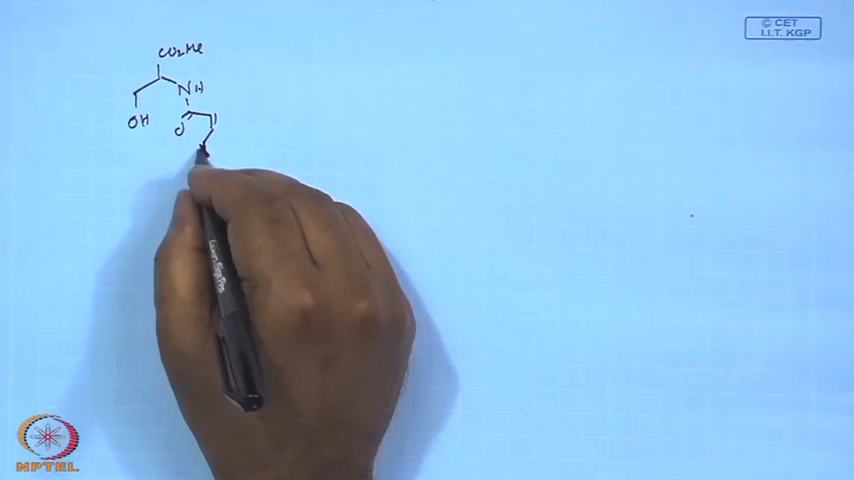 © CET
I.I.T. KGP
CO2Me
NH
OH
O
NPTEL